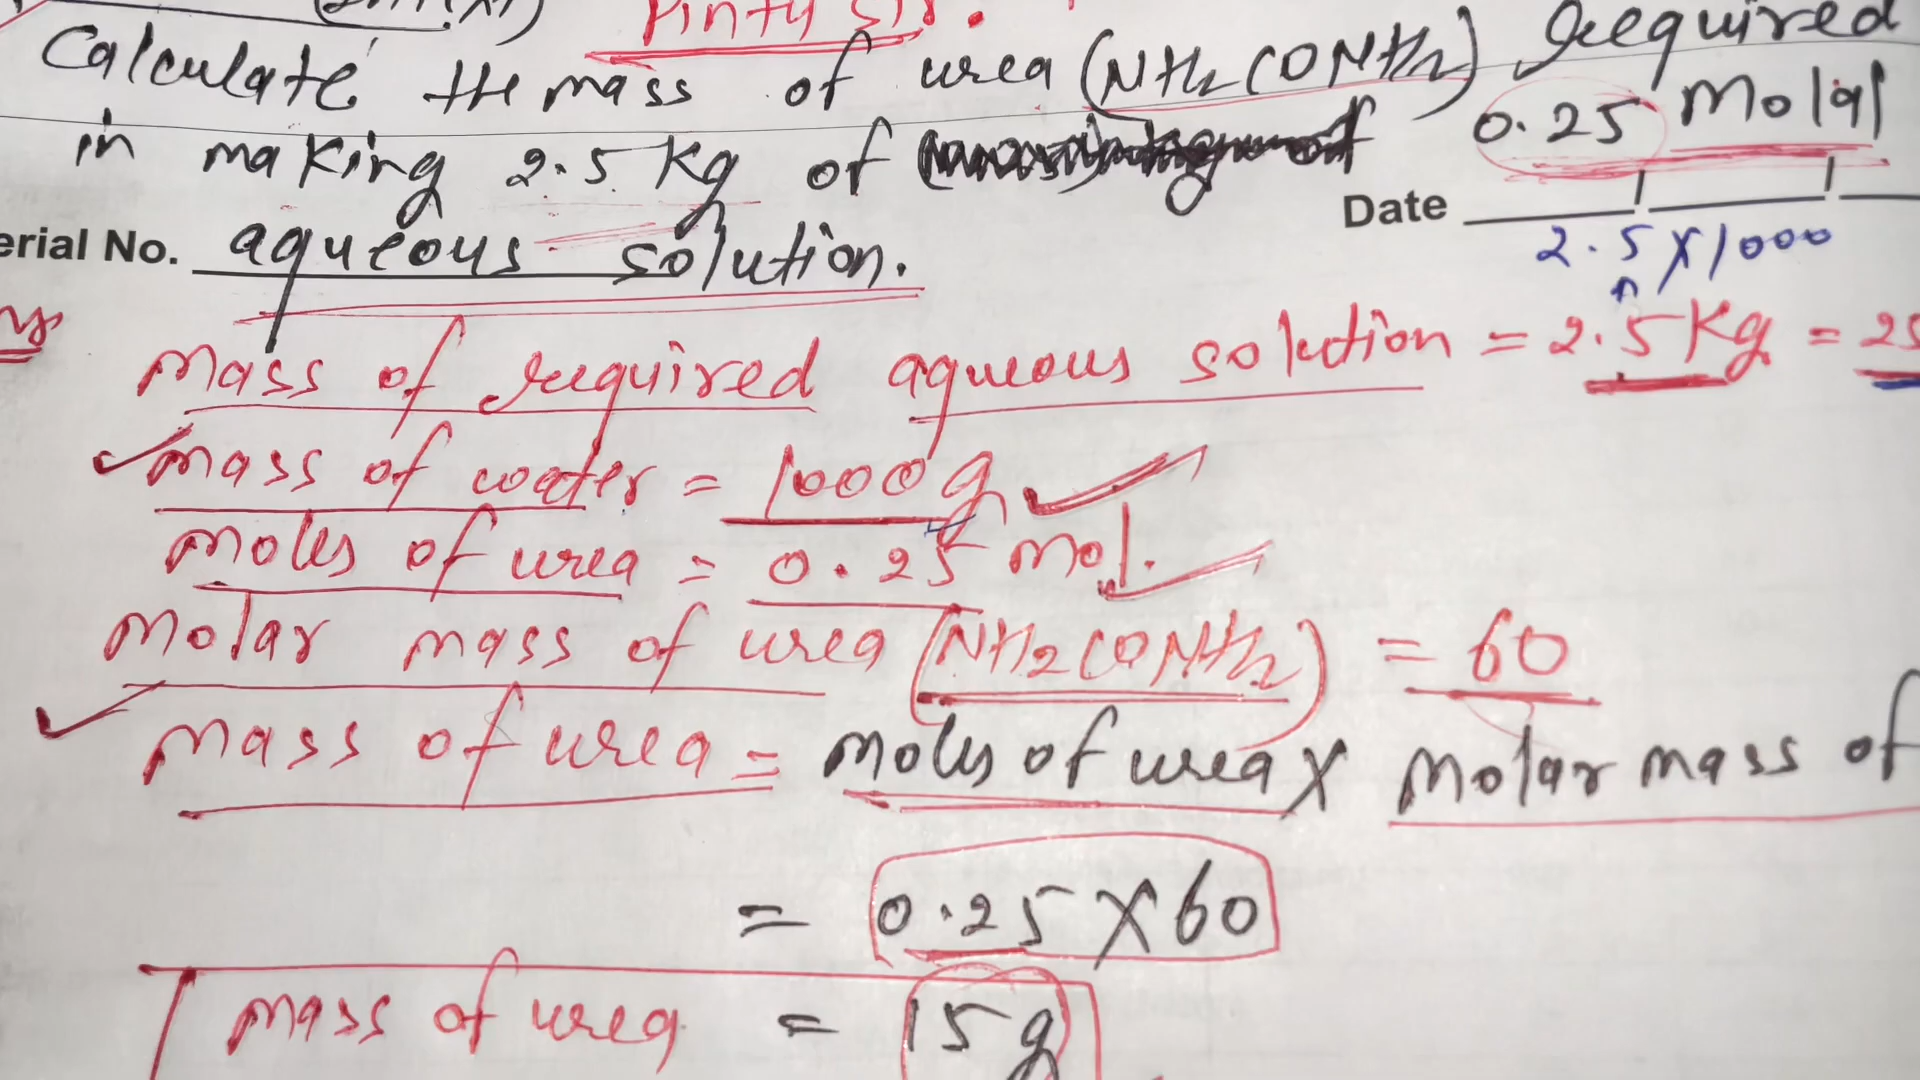 Pinty Sir.
Calculate the mass of urea (NH2CONH2) required
in making 2.5 Kg of 0.25 Molal
Date
Serial No. aqueous solution.
2.5 X 1000
mass of required aqueous solution = 2.5 Kg = 25
mass of water = 1000 g
moles of urea = 0.25 mol.
Molar mass of urea (NH2CONH2) = 60
mass of urea = moles of urea X Molar mass of
= 0.25 X 60
mass of urea = 15 g